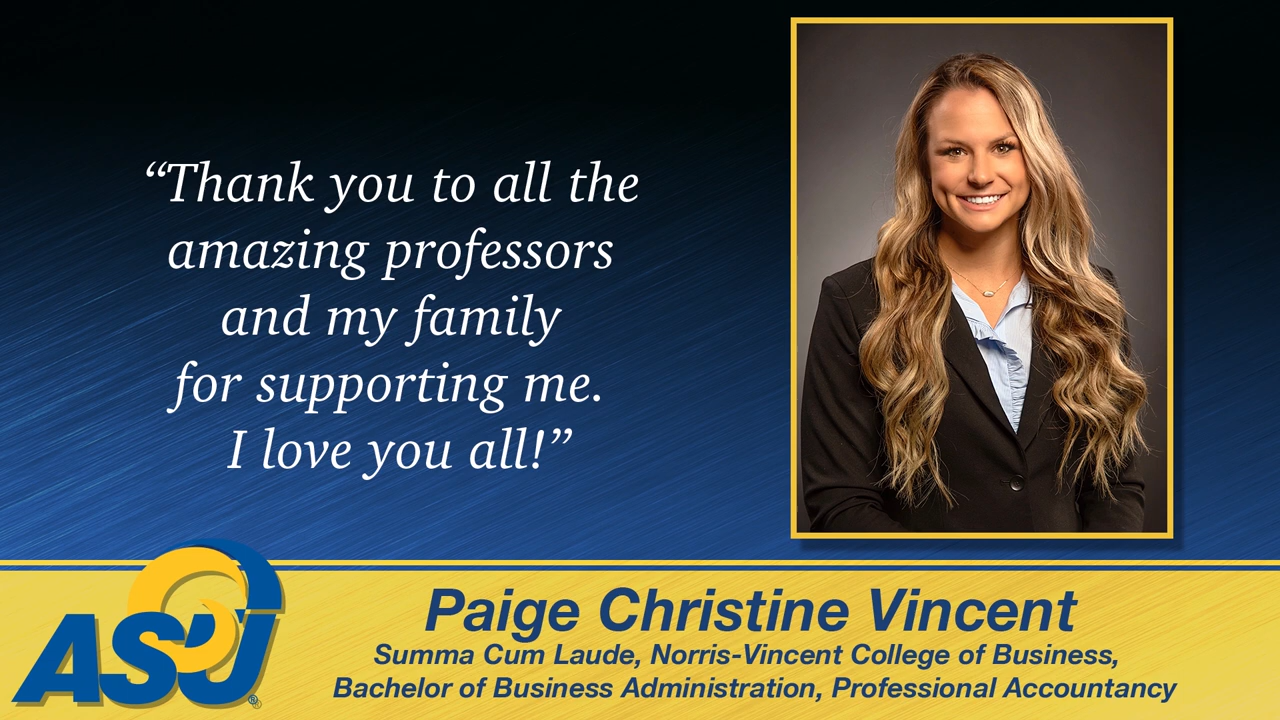 “Thank you to all the
amazing professors
and my family
for supporting me.
I love you all!”
ASU
®
Paige Christine Vincent
Summa Cum Laude, Norris-Vincent College of Business,
Bachelor of Business Administration, Professional Accountancy